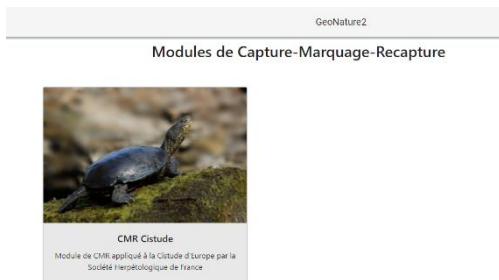 GeoNature2
Modules de Capture-Marquage-Recapture
CMR Cistude
Module de CMR appliqué à la Cistude d'Europe par la
Société Herpétologique de France